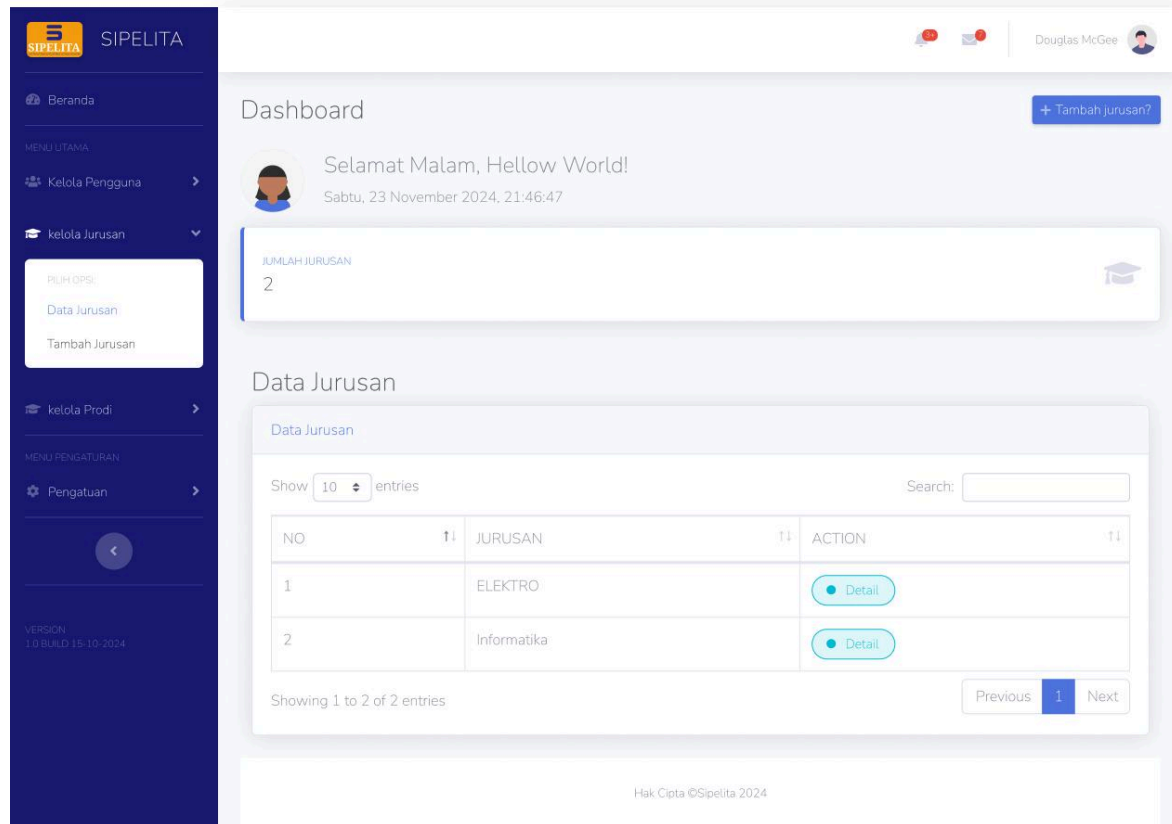 SIPELITA
SIPELITA
3+
7
Douglas McGee
Beranda
MENU UTAMA
Kelola Pengguna
kelola Jurusan
PILIH OPSI:
Data Jurusan
Tambah Jurusan
kelola Prodi
MENU PENGATURAN
Pengatuan
VERSION
1.0 BUILD 15-10-2024
Dashboard
+ Tambah jurusan?
Selamat Malam, Hellow World!
Sabtu, 23 November 2024, 21:46:47
JUMLAH JURUSAN
2
Data Jurusan
Data Jurusan
Show 10 entries
Search:
NO JURUSAN ACTION
1 ELEKTRO Detail
2 Informatika Detail
Showing 1 to 2 of 2 entries
Previous 1 Next
Hak Cipta ©Sipelita 2024